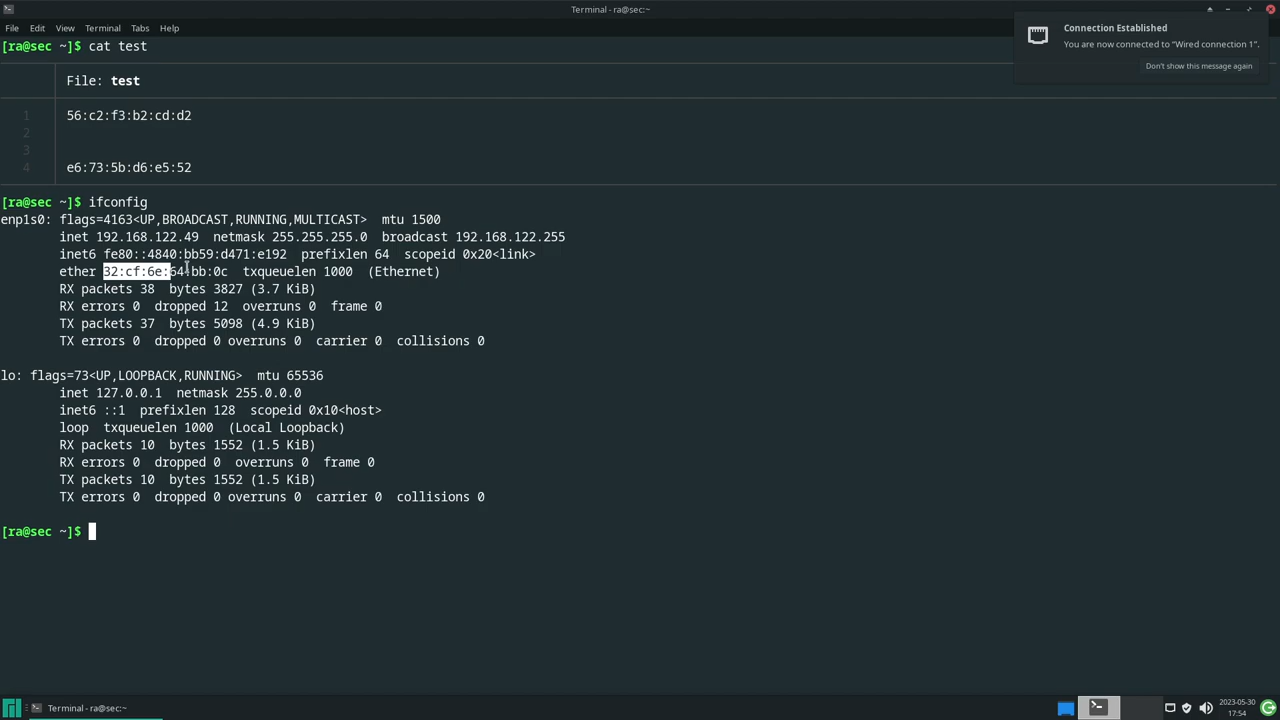 Terminal - ra@sec:~
File Edit View Terminal Tabs Help
Connection Established
You are now connected to “Wired connection 1”.
Don't show this message again
[ra@sec ~]$ cat test
File: test
1 56:c2:f3:b2:cd:d2
2
3
4 e6:73:5b:d6:e5:52
[ra@sec ~]$ ifconfig
enp1s0: flags=4163<UP,BROADCAST,RUNNING,MULTICAST> mtu 1500
inet 192.168.122.49 netmask 255.255.255.0 broadcast 192.168.122.255
inet6 fe80::4840:bb59:d471:e192 prefixlen 64 scopeid 0x20<link>
ether 32:cf:6e:64:bb:0c txqueuelen 1000 (Ethernet)
RX packets 38 bytes 3827 (3.7 KiB)
RX errors 0 dropped 12 overruns 0 frame 0
TX packets 37 bytes 5098 (4.9 KiB)
TX errors 0 dropped 0 overruns 0 carrier 0 collisions 0
lo: flags=73<UP,LOOPBACK,RUNNING> mtu 65536
inet 127.0.0.1 netmask 255.0.0.0
inet6 ::1 prefixlen 128 scopeid 0x10<host>
loop txqueuelen 1000 (Local Loopback)
RX packets 10 bytes 1552 (1.5 KiB)
RX errors 0 dropped 0 overruns 0 frame 0
TX packets 10 bytes 1552 (1.5 KiB)
TX errors 0 dropped 0 overruns 0 carrier 0 collisions 0
[ra@sec ~]$
Terminal - ra@sec:~
2023-05-30
17:54